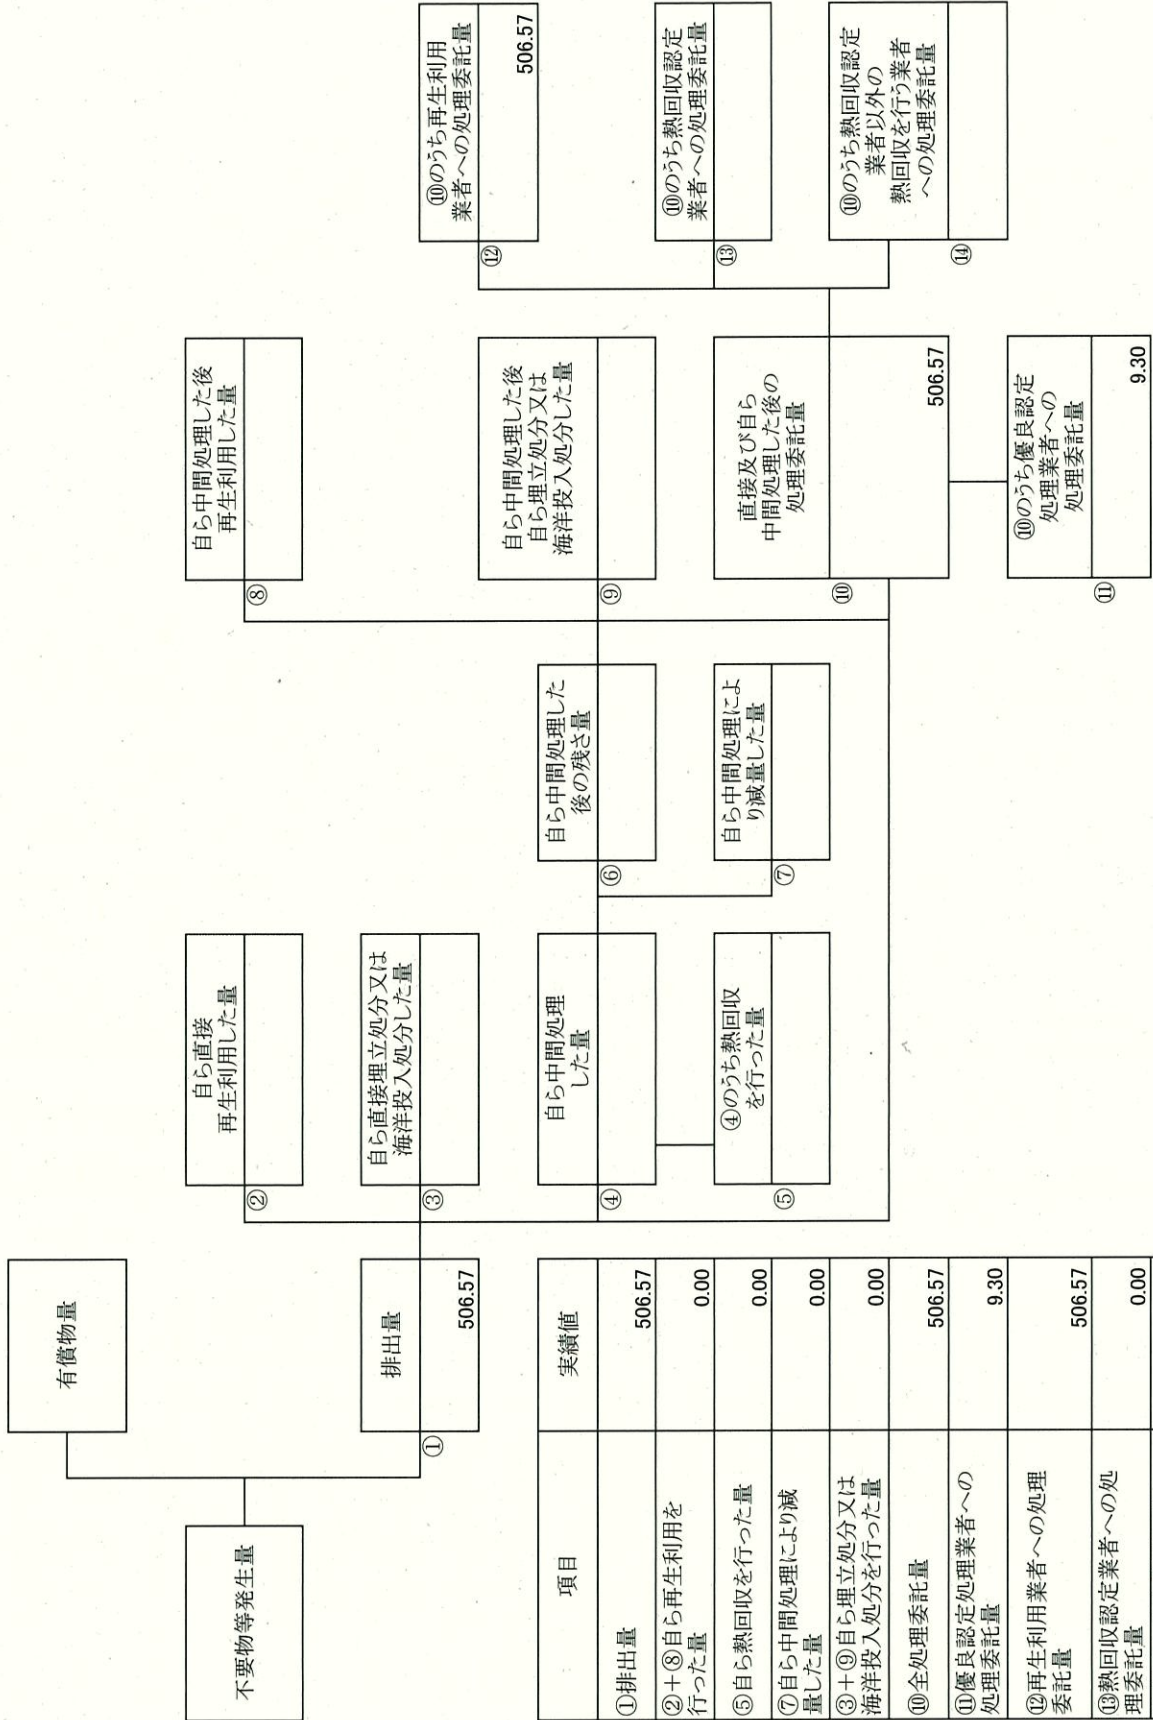 不要物等発生量
有償物量
排出量
①
506.57
自ら直接
再生利用した量
②
自ら直接埋立処分又は
海洋投入処分した量
③
自ら中間処理
した量
④
④のうち熱回収
を行った量
⑤
自ら中間処理した
後の残さ量
⑥
自ら中間処理によ
り減量した量
⑦
自ら中間処理した後
再生利用した量
⑧
自ら中間処理した後
自ら埋立処分又は
海洋投入処分した量
⑨
直接及び自ら
中間処理した後の
処理委託量
⑩
506.57
⑩のうち優良認定
処理業者への
処理委託量
⑪
9.30
⑩のうち再生利用
業者への処理委託量
⑫
506.57
⑩のうち熱回収認定
業者への処理委託量
⑬
⑩のうち熱回収認定
業者以外の
熱回収を行う業者
への処理委託量
⑭
項目
実績値
①排出量
506.57
②+⑧自ら再生利用を
行った量
0.00
⑤自ら熱回収を行った量
0.00
⑦自ら中間処理により減
量した量
0.00
③+⑨自ら埋立処分又は
海洋投入処分を行った量
0.00
⑩全処理委託量
506.57
⑪優良認定処理業者への
処理委託量
9.30
⑫再生利用業者への処理
委託量
506.57
⑬熱回収認定業者への処
理委託量
0.00